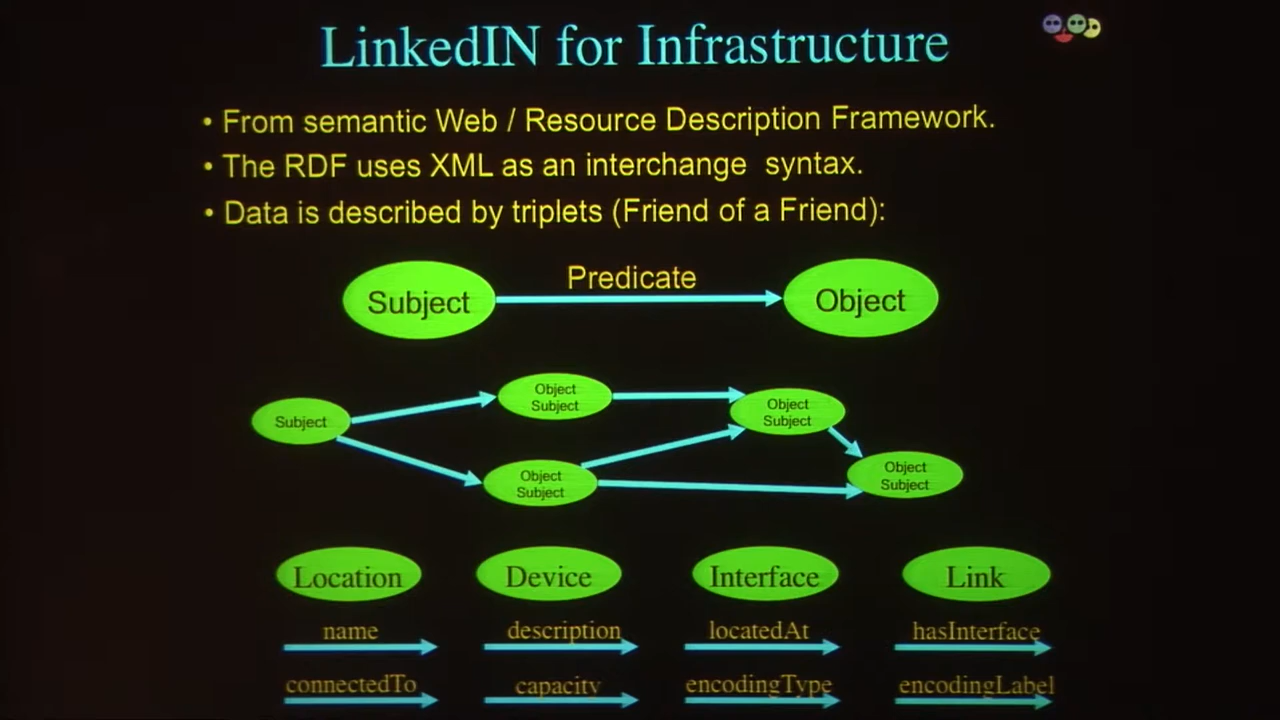 LinkedIN for Infrastructure
• From semantic Web / Resource Description Framework.
• The RDF uses XML as an interchange syntax.
• Data is described by triplets (Friend of a Friend):
Predicate
Subject
Object
Object
Subject
Object
Subject
Subject
Object
Subject
Object
Subject
Location
Device
Interface
Link
name
description
locatedAt
hasInterface
connectedTo
capacity
encodingType
encodingLabel